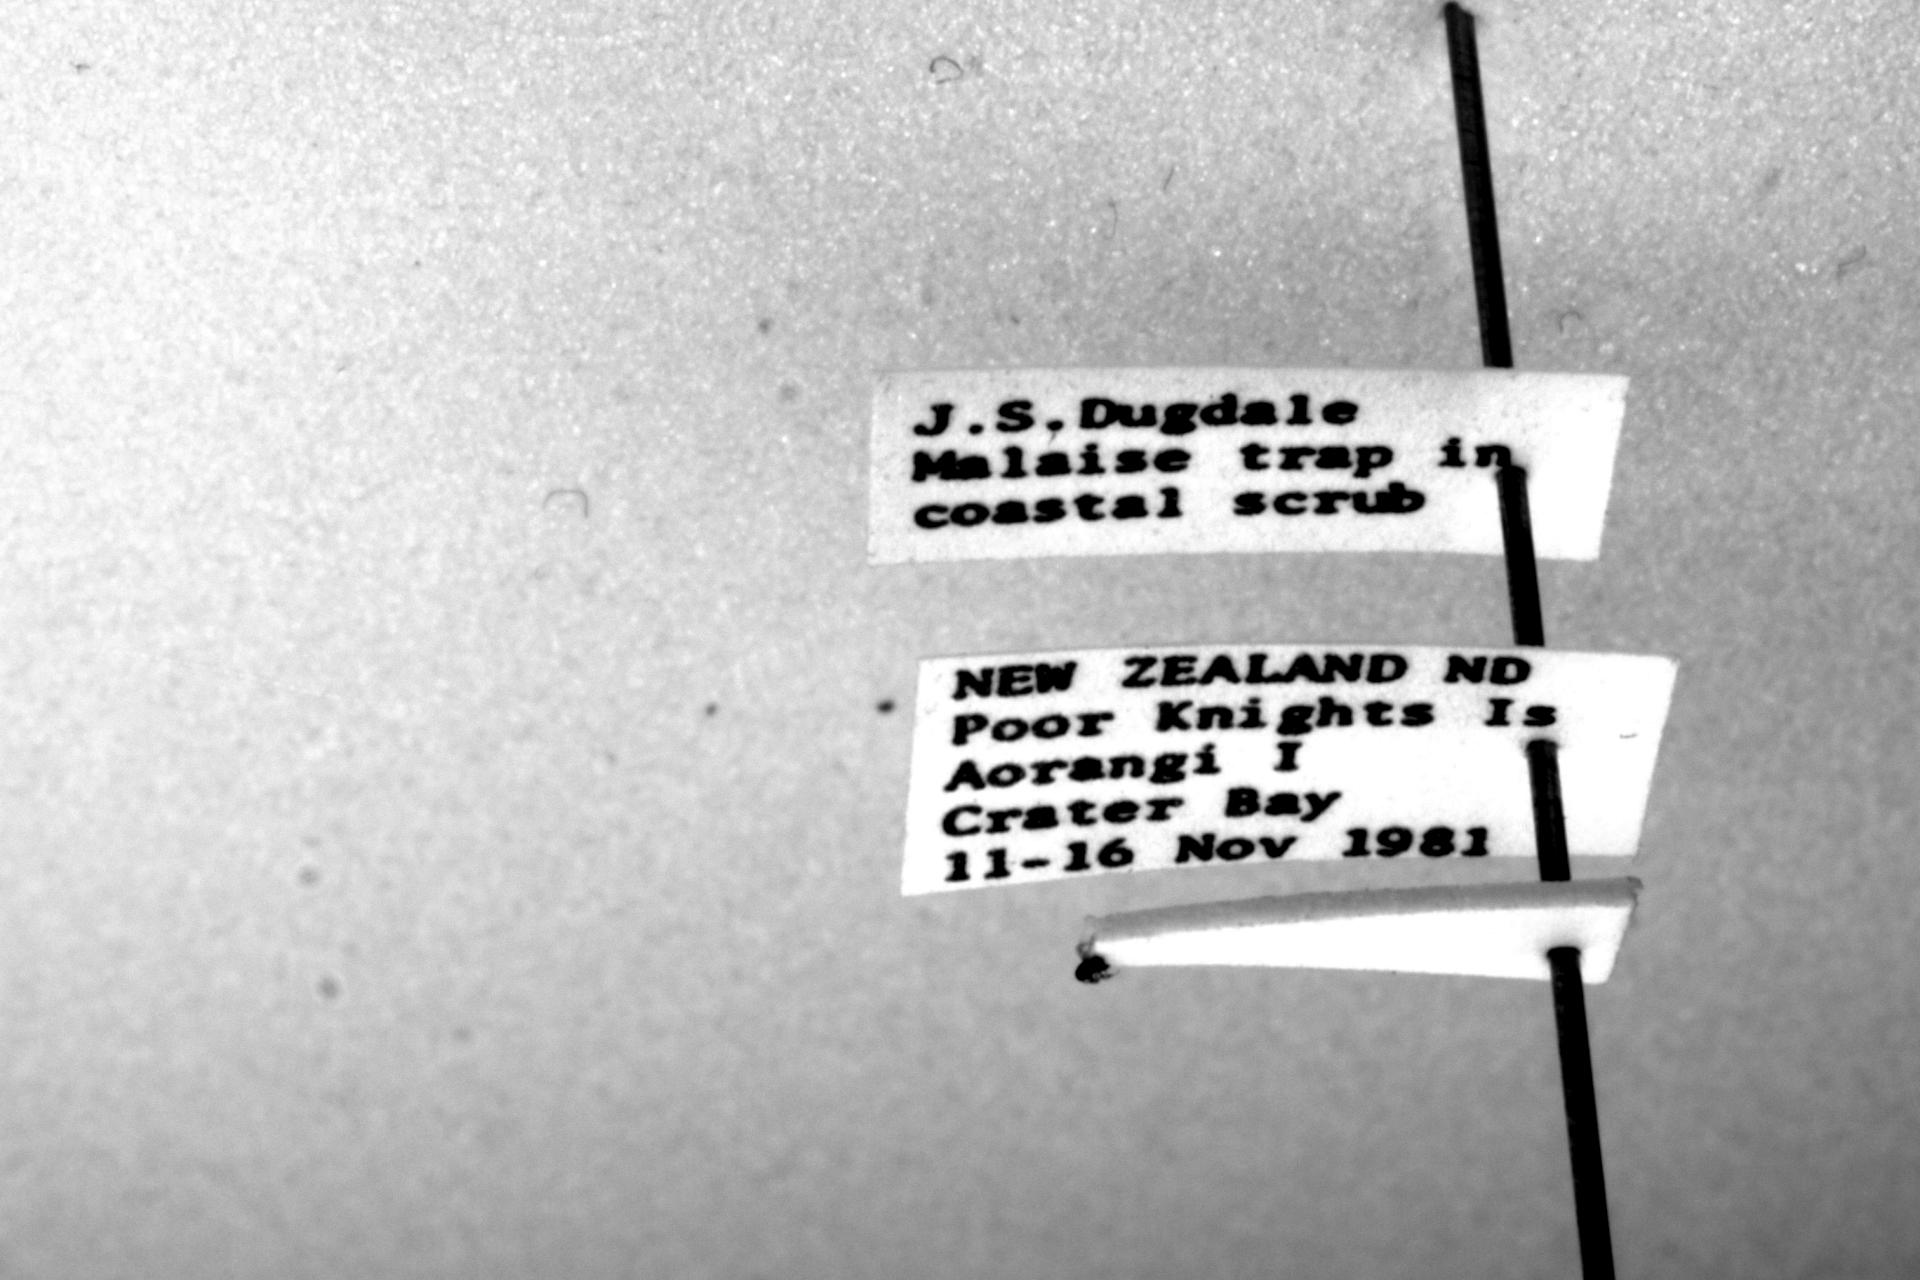 J.S.Dugdale
Malaise trap in
coastal scrub
NEW ZEALAND ND
Poor Knights Is
Aorangi I
Crater Bay
11-16 Nov 1981